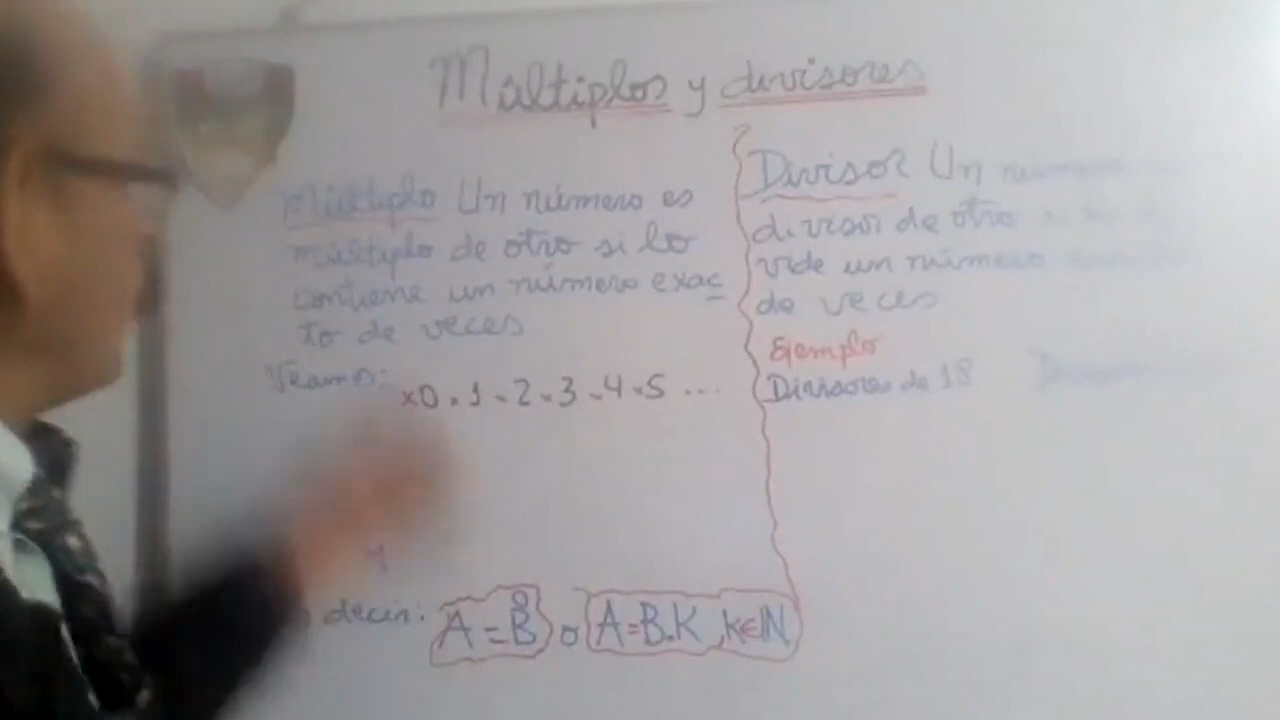 Múltiplos y divisores
Múltiplo Un número es
múltiplo de otro si lo
contiene un número exac
to de veces
Veamos:
x0 x1 x2 x3 x4 x5 ...
y
decir: A = B̊ o A=B.K, K∈ℕ
Divisor Un número
divisor de otro
vide un número
de veces
Ejemplo
Divisores de 18